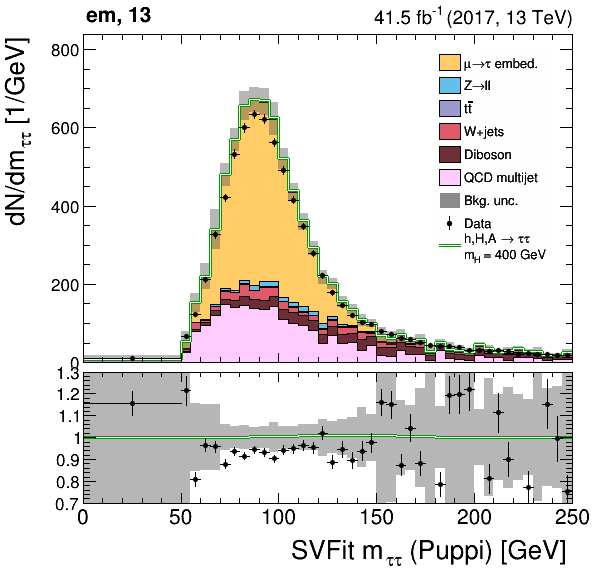 em, 13
41.5 fb⁻¹ (2017, 13 TeV)
dN/dm_ττ [1/GeV]
800
600
400
200
0
μ→τ embed.
Z→ll
tt̄
W+jets
Diboson
QCD multijet
Bkg. unc.
Data
h,H,A → ττ
m_H = 400 GeV
1.3
1.2
1.1
1
0.9
0.8
0.7
0 50 100 150 200 250
SVFit m_ττ (Puppi) [GeV]